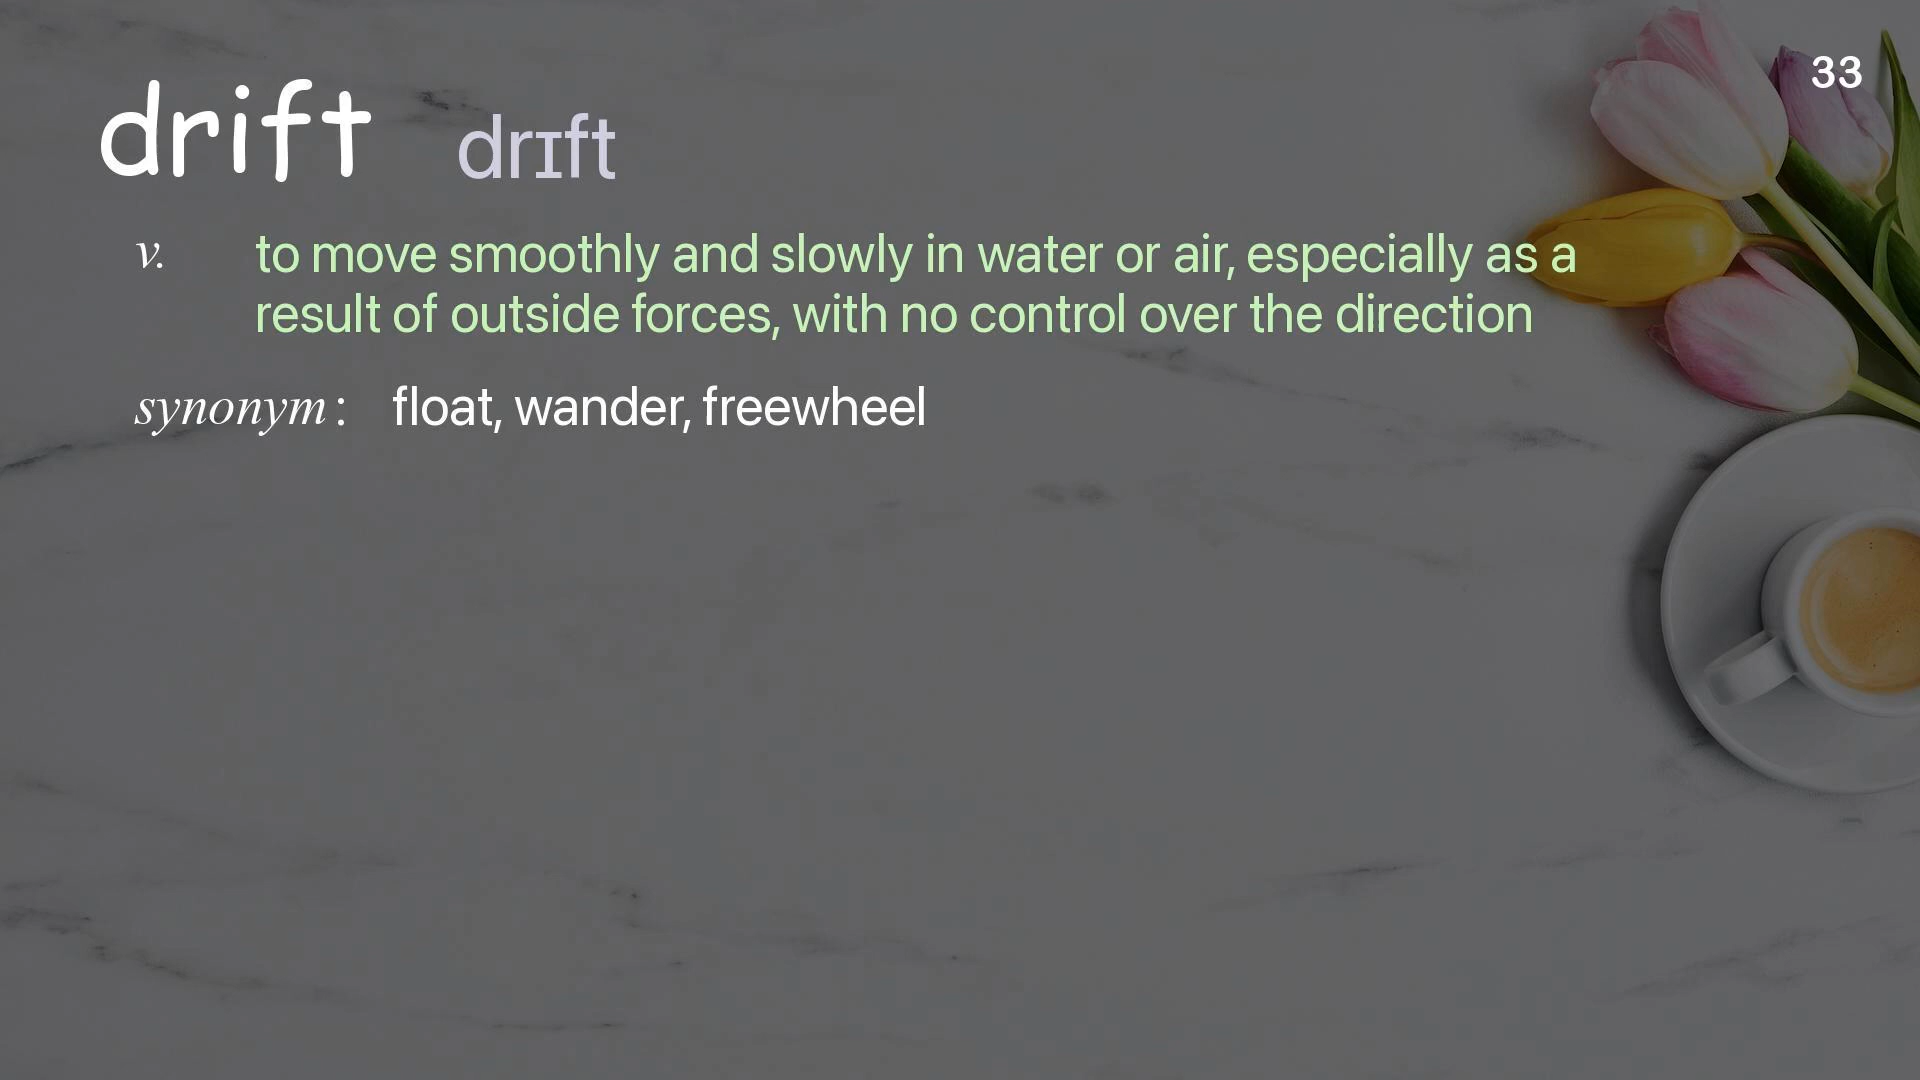 33
drift drɪft
v. to move smoothly and slowly in water or air, especially as a
result of outside forces, with no control over the direction
synonym : float, wander, freewheel